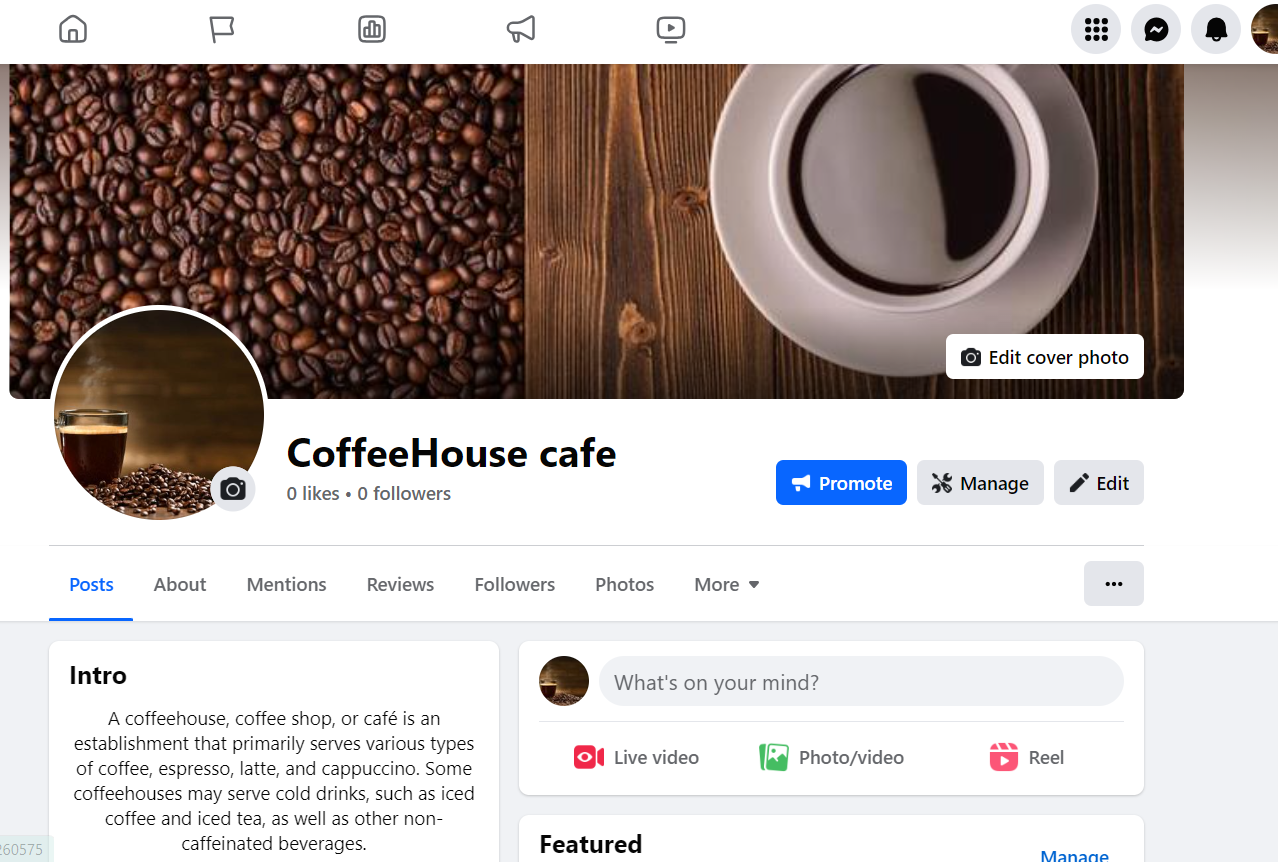 Edit cover photo
CoffeeHouse cafe
0 likes • 0 followers
Promote
Manage
Edit
Posts
About
Mentions
Reviews
Followers
Photos
More
Intro
A coffeehouse, coffee shop, or café is an
establishment that primarily serves various types
of coffee, espresso, latte, and cappuccino. Some
coffeehouses may serve cold drinks, such as iced
coffee and iced tea, as well as other non-
caffeinated beverages.
What's on your mind?
Live video
Photo/video
Reel
Featured
Manage
260575